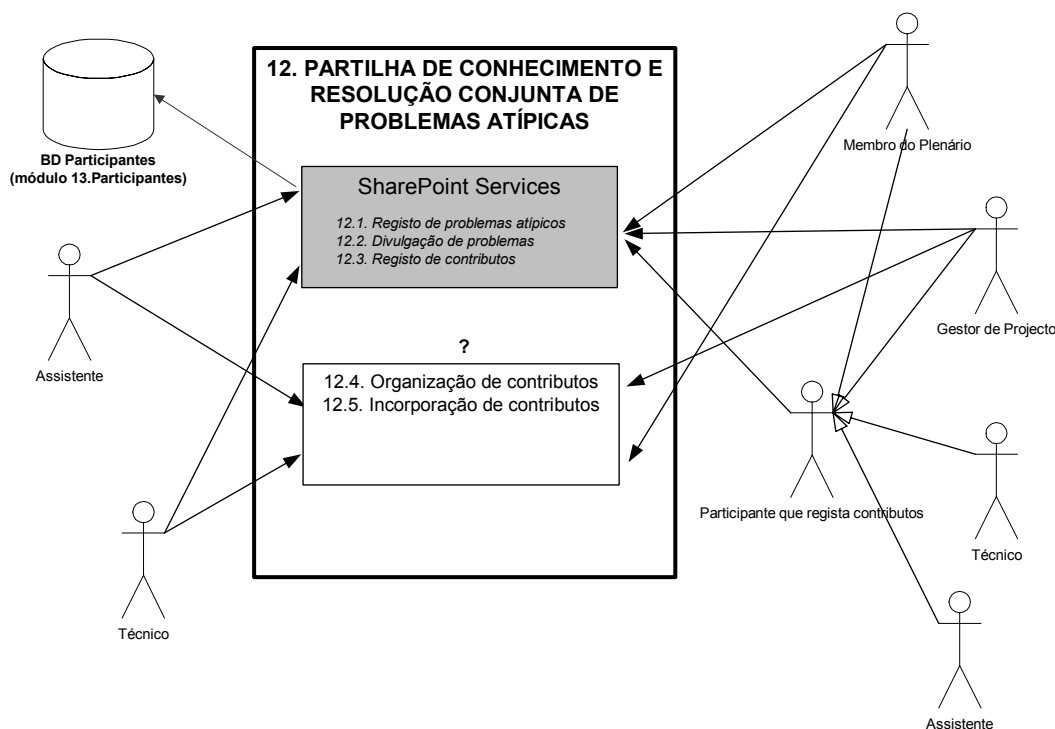 12. PARTILHA DE CONHECIMENTO E
RESOLUÇÃO CONJUNTA DE
PROBLEMAS ATÍPICAS
BD Participantes
(módulo 13.Participantes)
SharePoint Services
12.1. Registo de problemas atípicos
12.2. Divulgação de problemas
12.3. Registo de contributos
Membro do Plenário
Gestor de Projecto
Assistente
?
12.4. Organização de contributos
12.5. Incorporação de contributos
Participante que regista contributos
Técnico
Técnico
Assistente